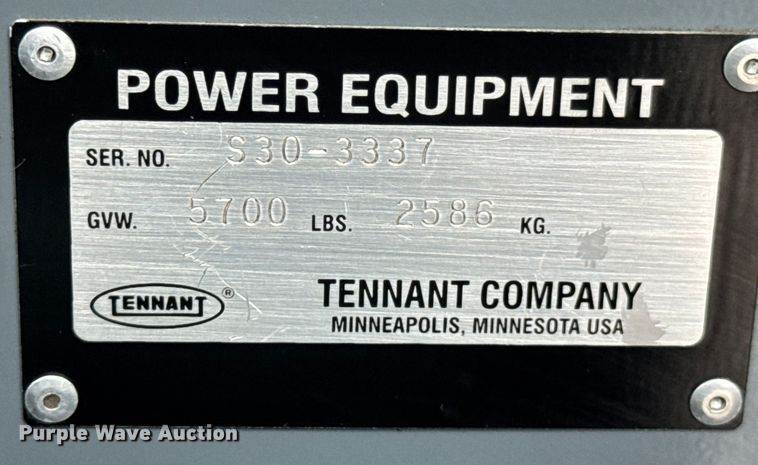 POWER EQUIPMENT
SER. NO. S30-3337
GVW. 5700 LBS. 2586 KG.
TENNANT ® TENNANT COMPANY
MINNEAPOLIS, MINNESOTA USA
Purple Wave Auction